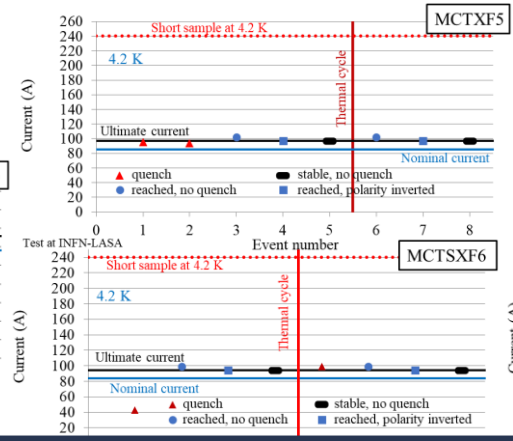 MCTXF5
260
240
220
200
180
160
140
120
100
80
60
40
20
0
Current (A)
Short sample at 4.2 K
4.2 K
Thermal cycle
Ultimate current
Nominal current
quench
stable, no quench
reached, no quench
reached, polarity inverted
0 1 2 3 4 5 6 7 8
Test at INFN-LASA
Event number
MCTSXF6
240
220
200
180
160
140
120
100
80
60
40
20
Current (A)
Short sample at 4.2 K
4.2 K
Thermal cycle
Ultimate current
Nominal current
quench
stable, no quench
reached, no quench
reached, polarity inverted
Current (A)